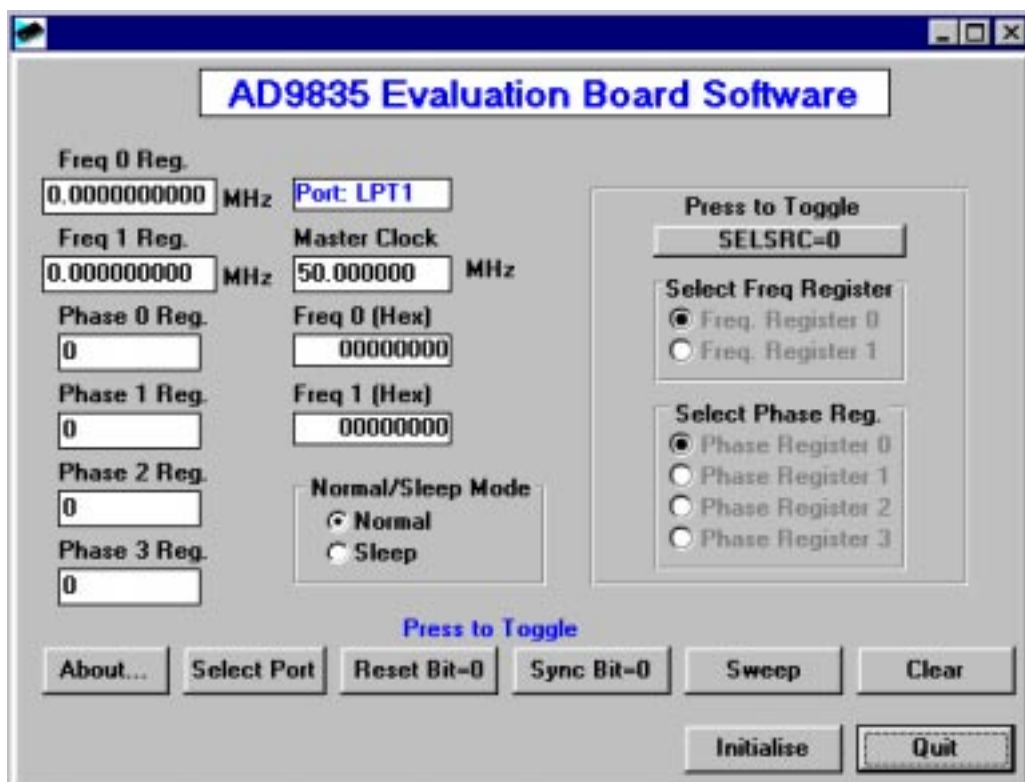 AD9835 Evaluation Board Software
Freq 0 Reg.
0.0000000000 MHz
Port: LPT1
Freq 1 Reg.
0.000000000 MHz
Master Clock
50.000000 MHz
Phase 0 Reg.
0
Freq 0 (Hex)
00000000
Phase 1 Reg.
0
Freq 1 (Hex)
00000000
Phase 2 Reg.
0
Phase 3 Reg.
0
Normal/Sleep Mode
Normal
Sleep
Press to Toggle
SELSRC=0
Select Freq Register
Freq. Register 0
Freq. Register 1
Select Phase Reg.
Phase Register 0
Phase Register 1
Phase Register 2
Phase Register 3
Press to Toggle
About...
Select Port
Reset Bit=0
Sync Bit=0
Sweep
Clear
Initialise
Quit